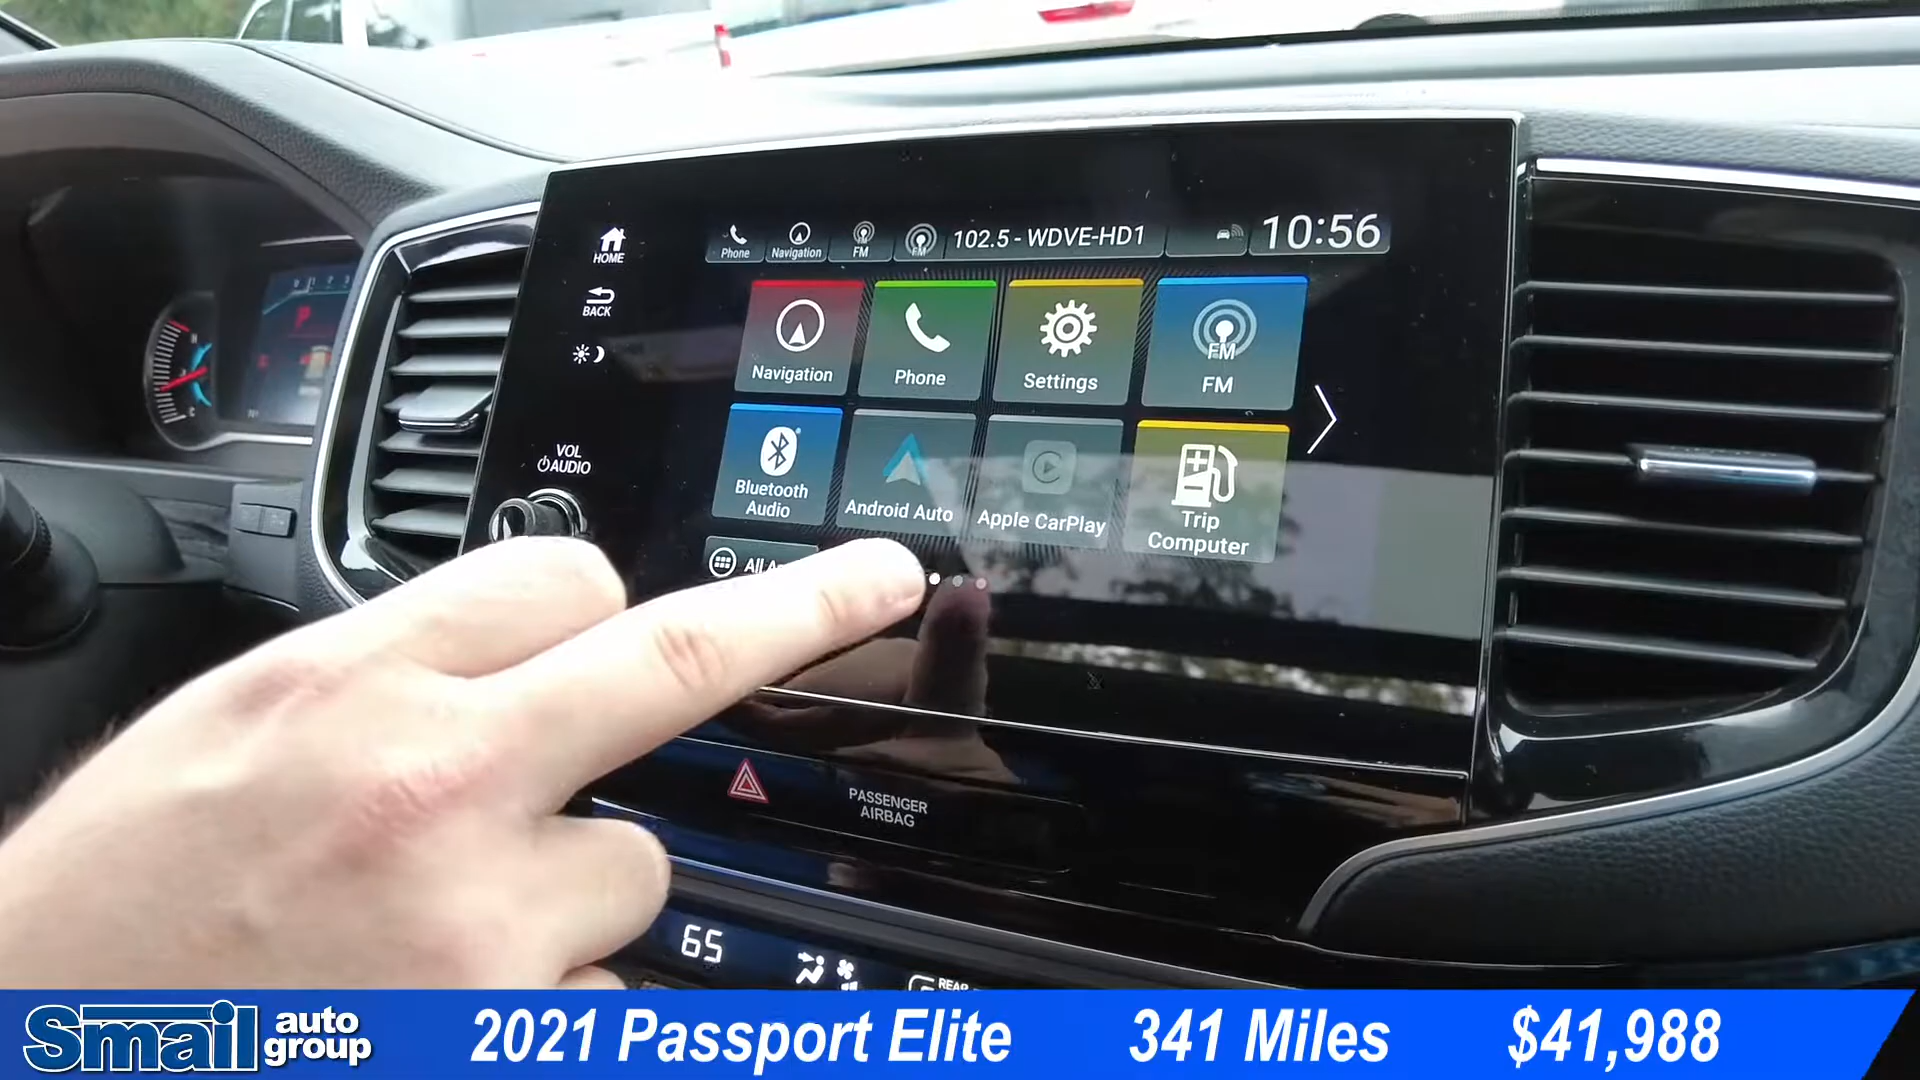 HOME
BACK
VOL
AUDIO
Phone
Navigation
FM
FM
102.5 - WDVE-HD1
10:56
Navigation
Phone
Settings
FM
FM
Bluetooth
Audio
Android Auto
Apple CarPlay
Trip
Computer
All
PASSENGER
AIRBAG
65
REAR
P
H
C
Smail auto group
2021 Passport Elite 341 Miles $41,988